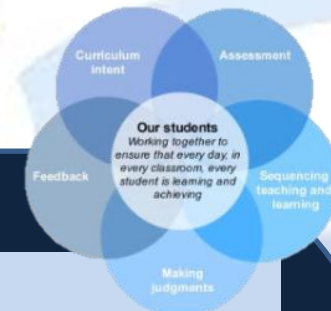 Curriculum
intent
Assessment
Our students
Working together to
ensure that every day, in
every classroom, every
student is learning and
achieving
Feedback
Sequencing
teaching and
learning
Making
judgments